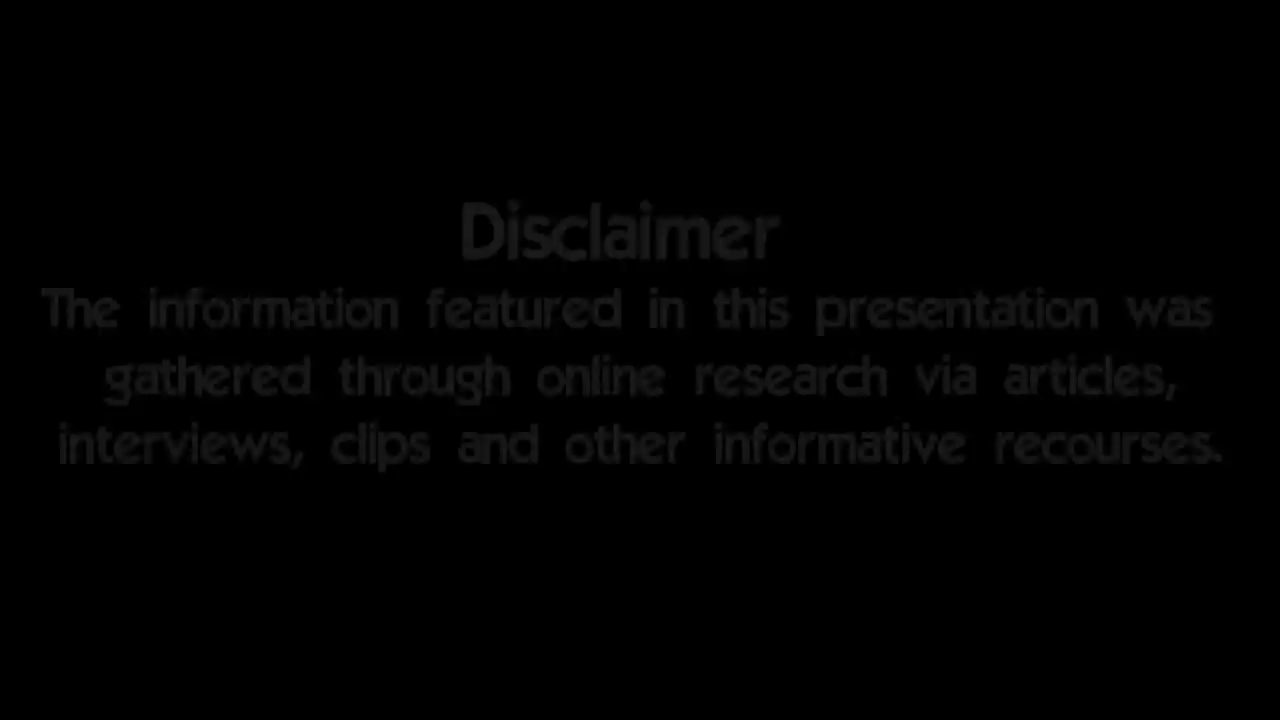 Disclaimer
The information featured in this presentation was
gathered through online research via articles,
interviews, clips and other informative recourses.